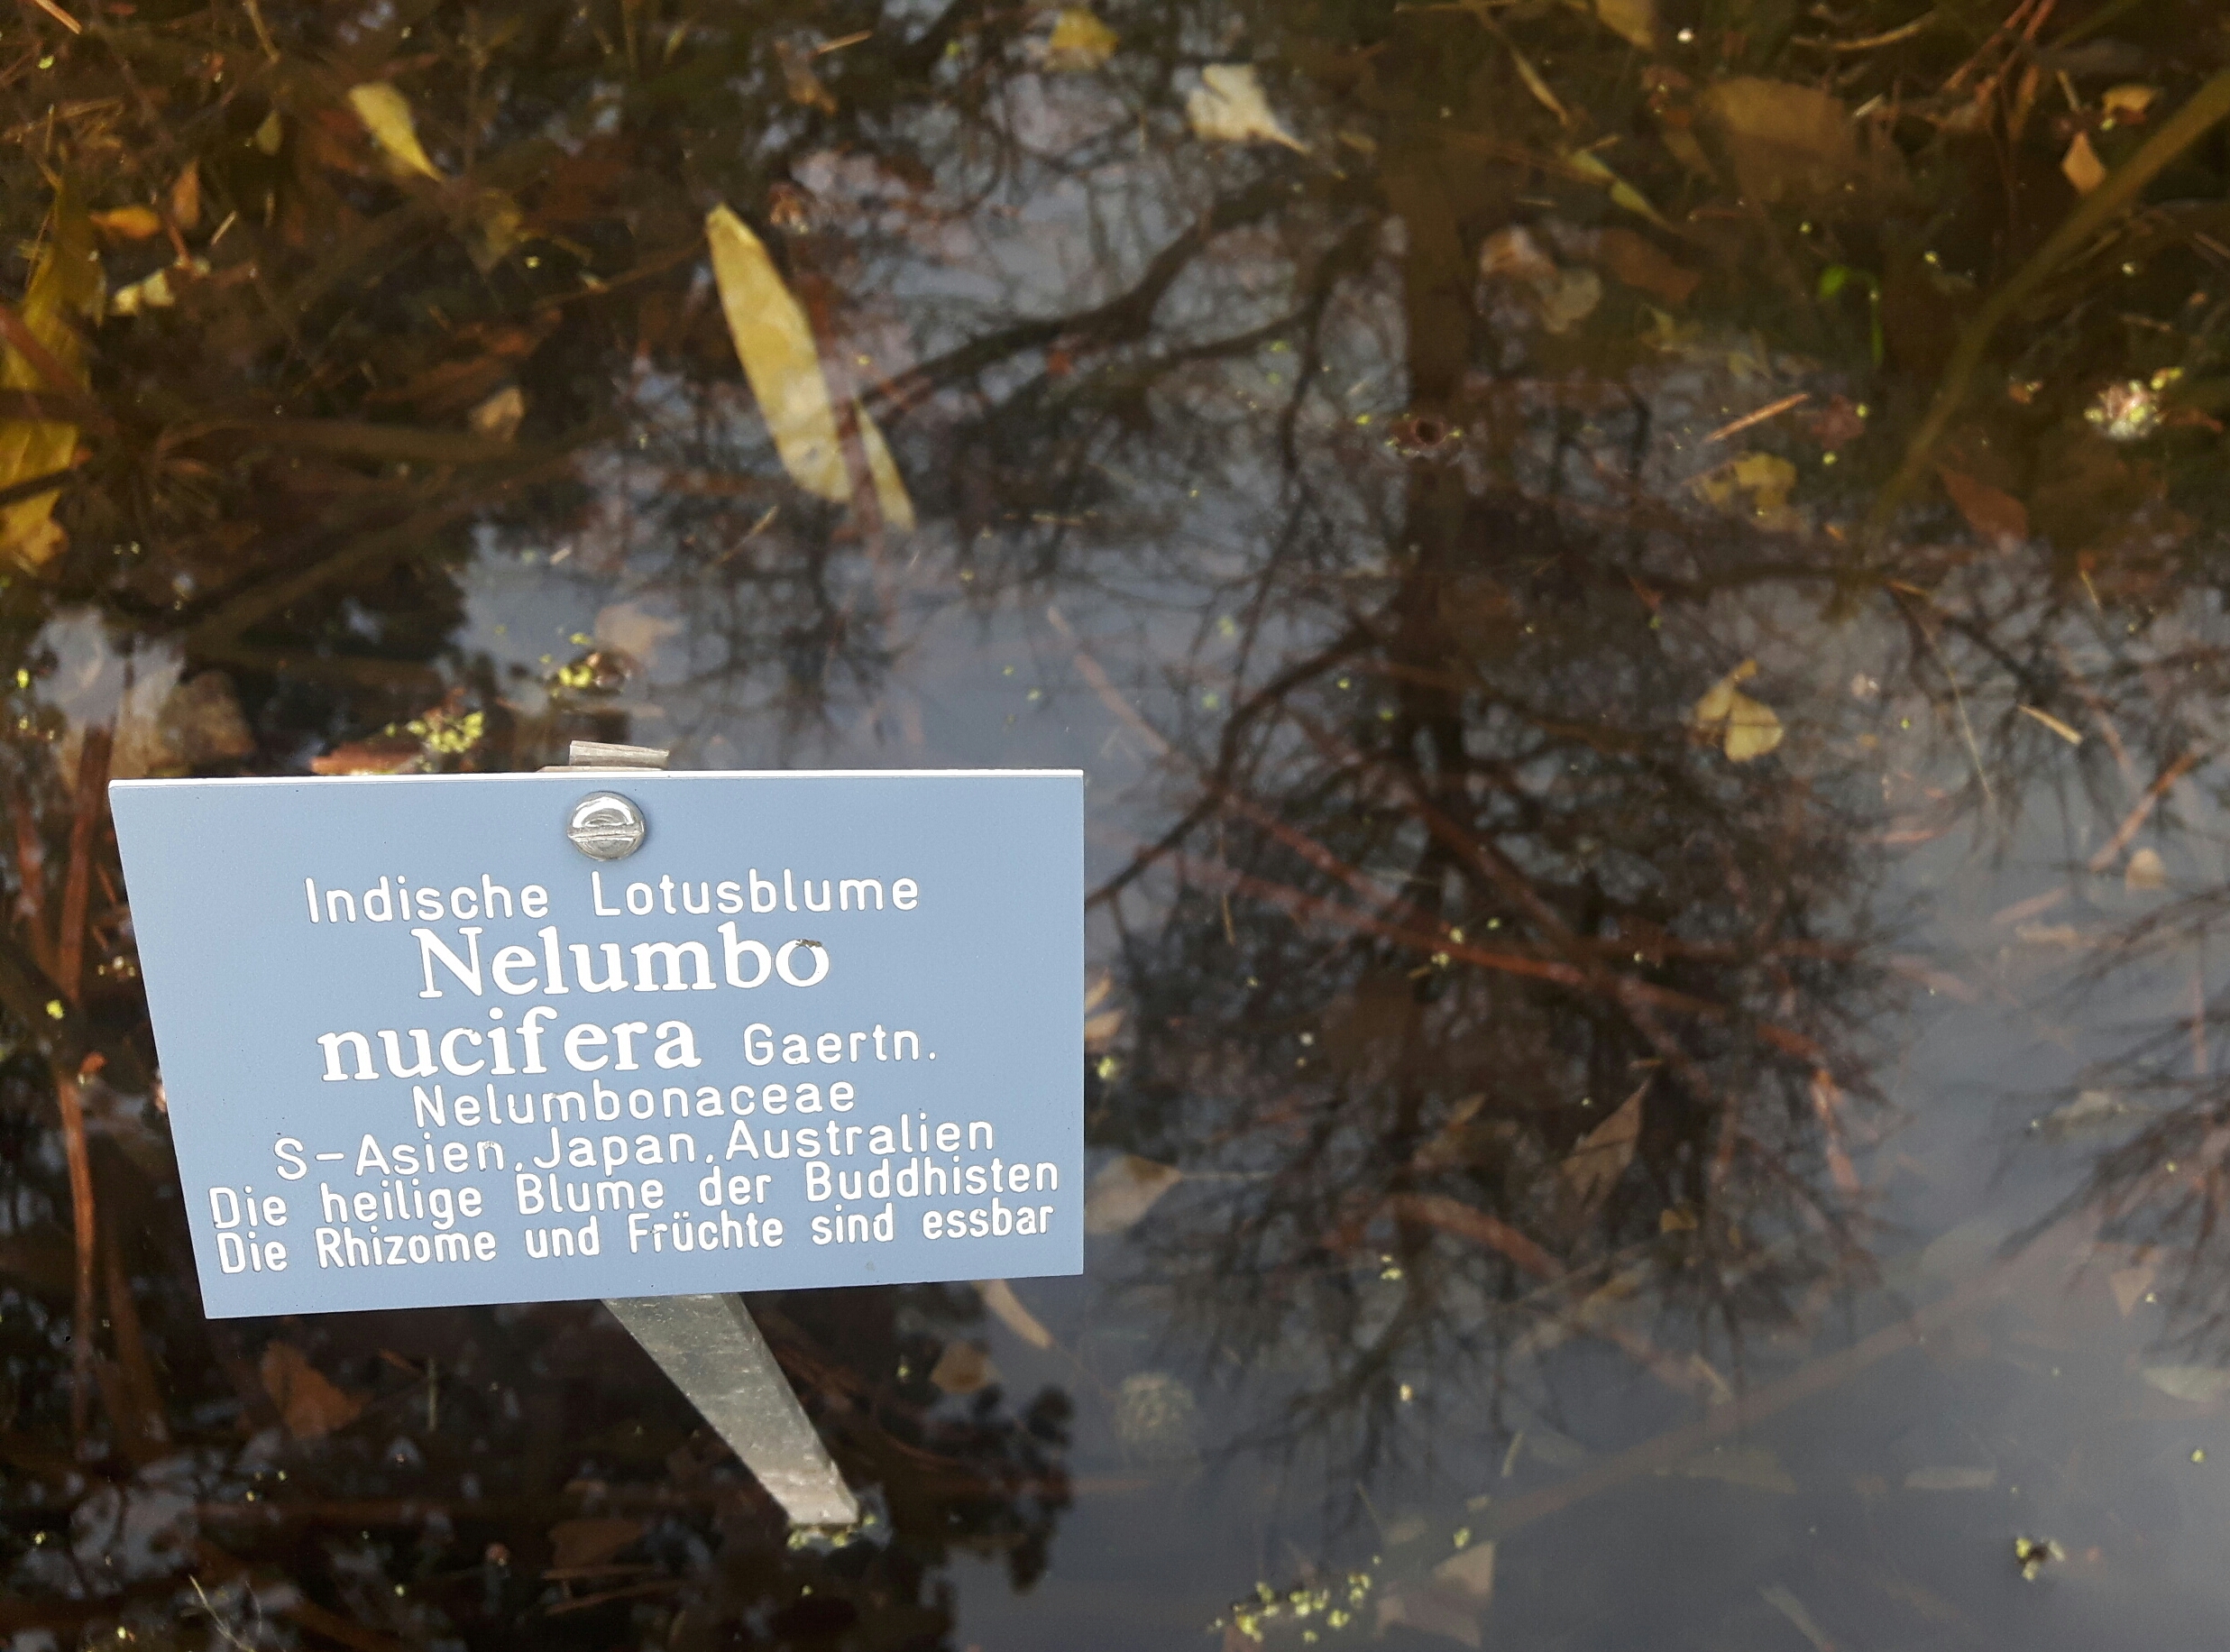 Indische Lotusblume
Nelumbo
nucifera Gaertn.
Nelumbonaceae
S-Asien, Japan, Australien
Die heilige Blume der Buddhisten
Die Rhizome und Früchte sind essbar